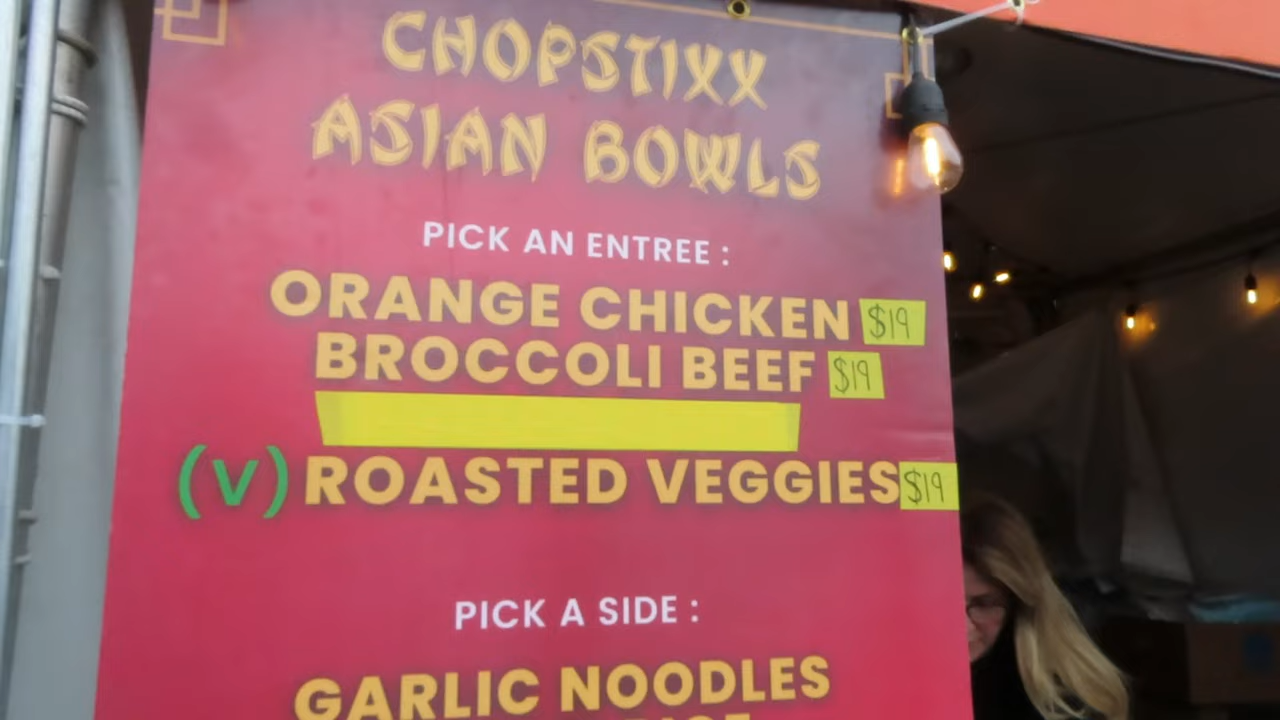 CHOPSTIXX
ASIAN BOWLS
PICK AN ENTREE :
ORANGE CHICKEN $19
BROCCOLI BEEF $19
(V) ROASTED VEGGIES $19
PICK A SIDE :
GARLIC NOODLES